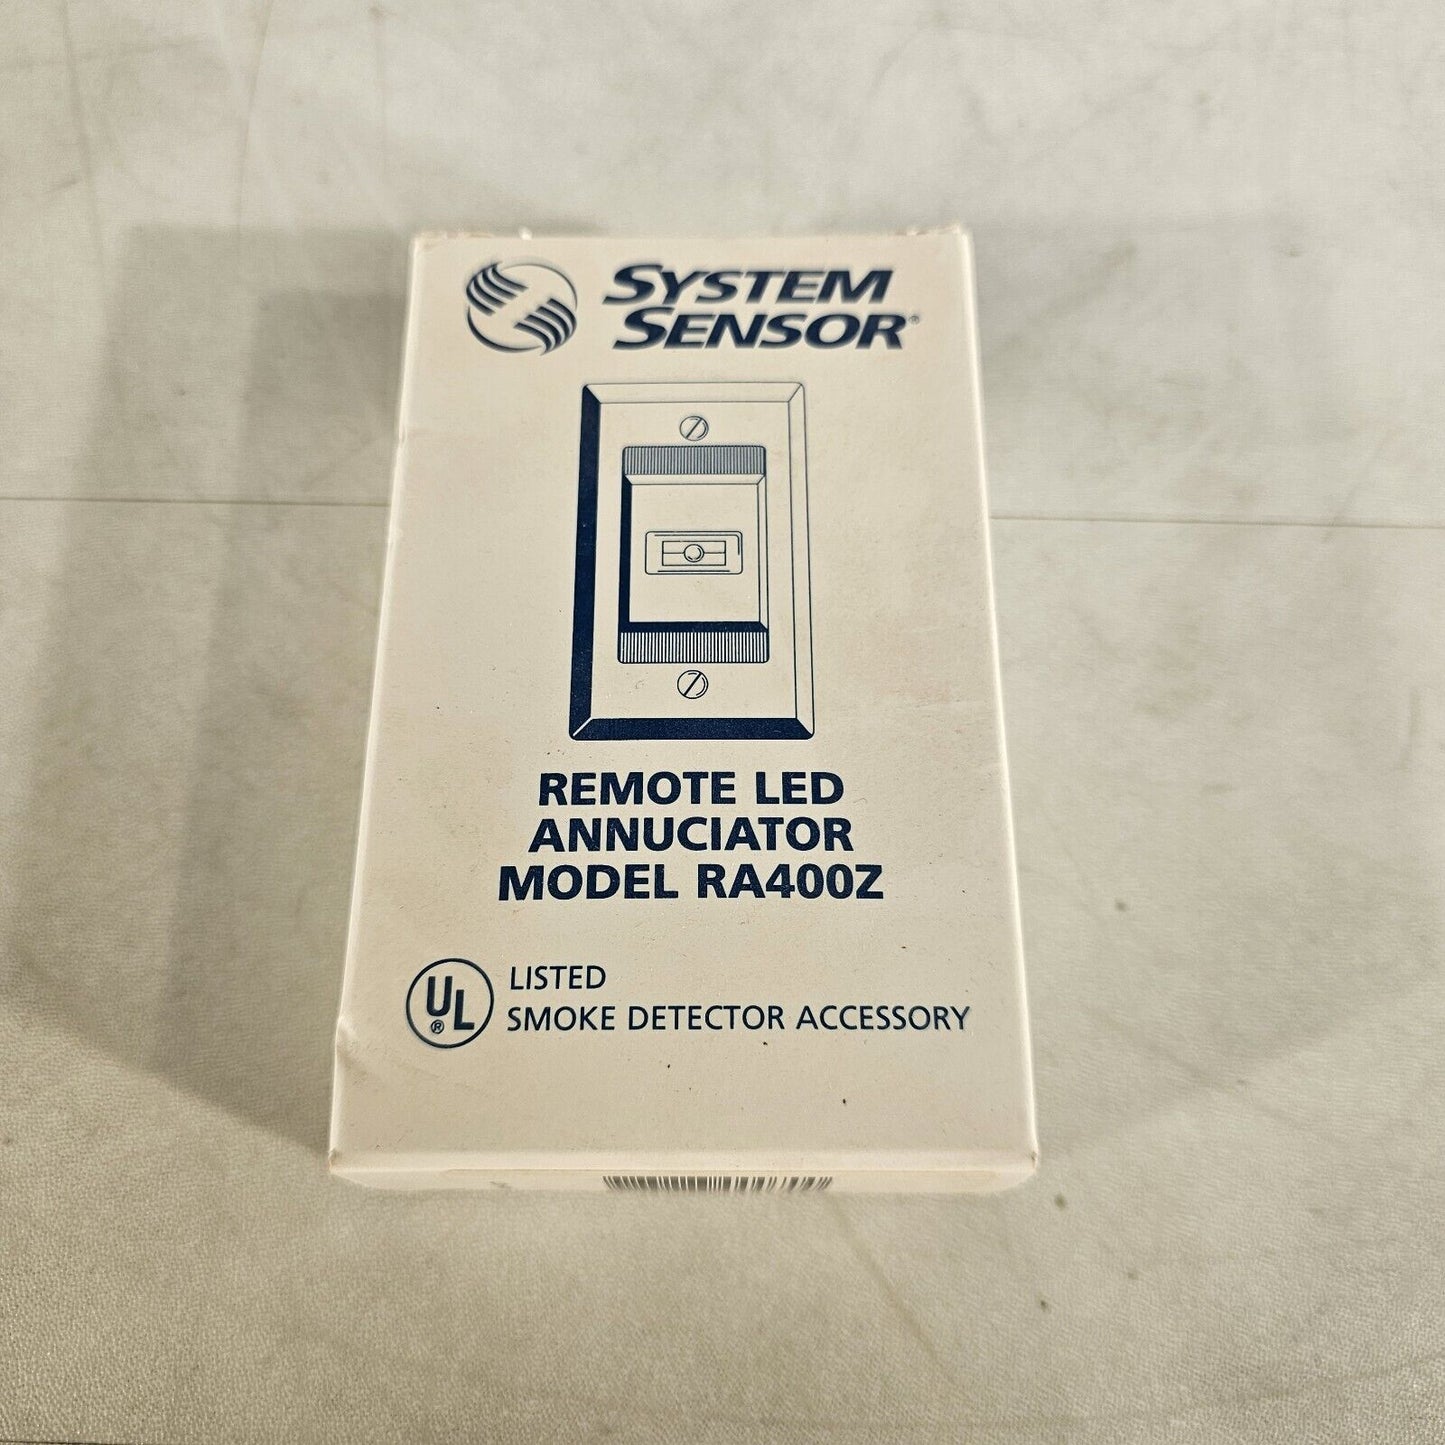 SYSTEM
SENSOR®
REMOTE LED
ANNUCIATOR
MODEL RA400Z
UL®
LISTED
SMOKE DETECTOR ACCESSORY